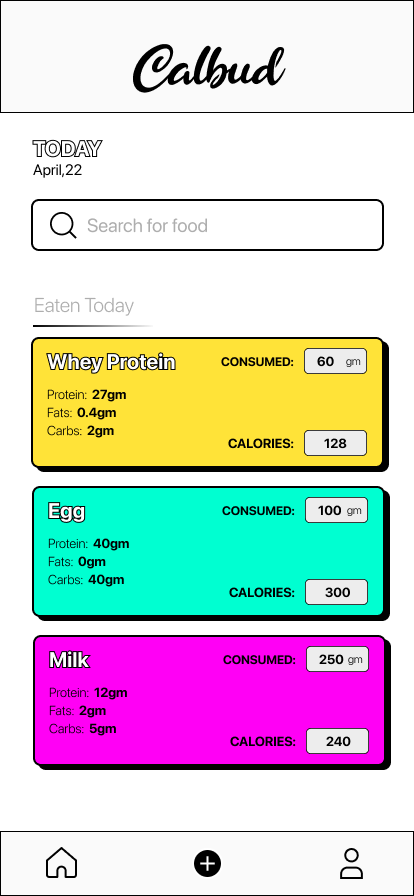 Calbud
TODAY
April,22
Search for food
Eaten Today
Whey Protein CONSUMED: 60 gm
Protein: 27gm
Fats: 0.4gm
Carbs: 2gm
CALORIES: 128
Egg CONSUMED: 100 gm
Protein: 40gm
Fats: 0gm
Carbs: 40gm
CALORIES: 300
Milk CONSUMED: 250 gm
Protein: 12gm
Fats: 2gm
Carbs: 5gm
CALORIES: 240